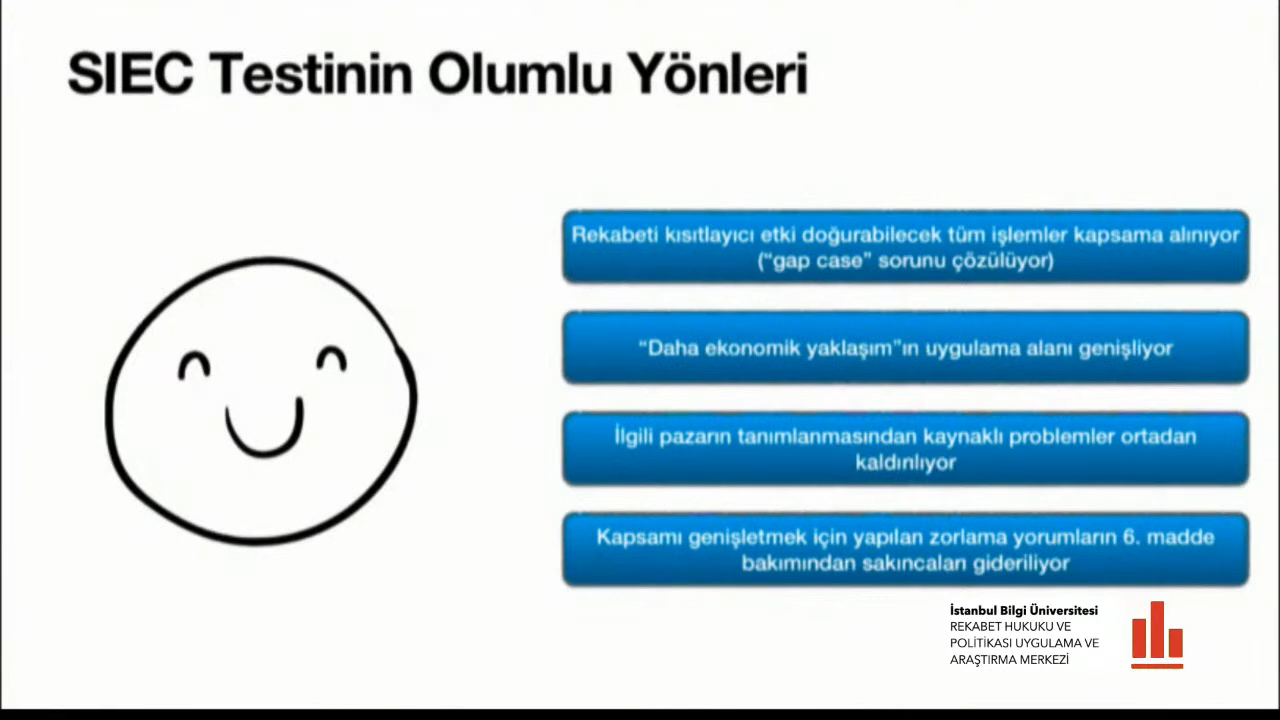 SIEC Testinin Olumlu Yönleri
Rekabeti kısıtlayıcı etki doğurabilecek tüm işlemler kapsama alınıyor
(“gap case” sorunu çözülüyor)
“Daha ekonomik yaklaşım”ın uygulama alanı genişliyor
İlgili pazarın tanımlanmasından kaynaklı problemler ortadan
kaldırılıyor
Kapsamı genişletmek için yapılan zorlama yorumların 6. madde
bakımından sakıncaları gideriliyor
İstanbul Bilgi Üniversitesi
REKABET HUKUKU VE
POLİTİKASI UYGULAMA VE
ARAŞTIRMA MERKEZİ